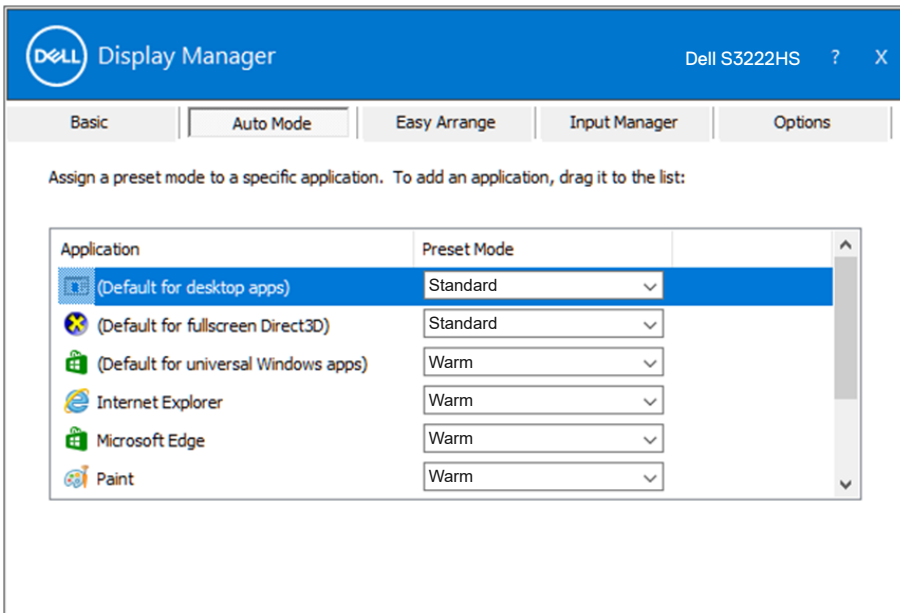 DELL Display Manager Dell S3222HS ? X
Basic Auto Mode Easy Arrange Input Manager Options
Assign a preset mode to a specific application. To add an application, drag it to the list:
Application Preset Mode
(Default for desktop apps) Standard
(Default for fullscreen Direct3D) Standard
(Default for universal Windows apps) Warm
Internet Explorer Warm
Microsoft Edge Warm
Paint Warm